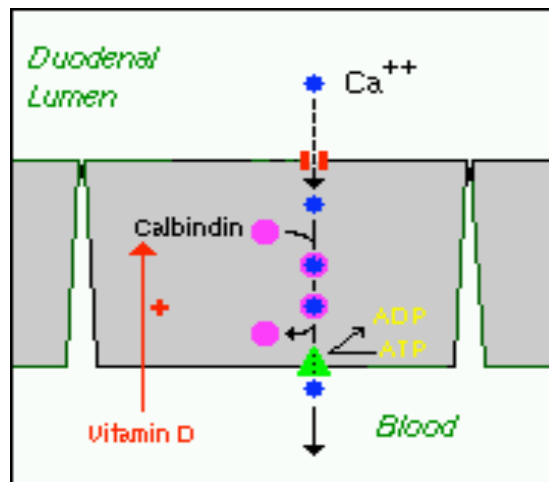 Duodenal
Lumen
Ca++
Calbindin
+
ADP
ATP
Vitamin D
Blood